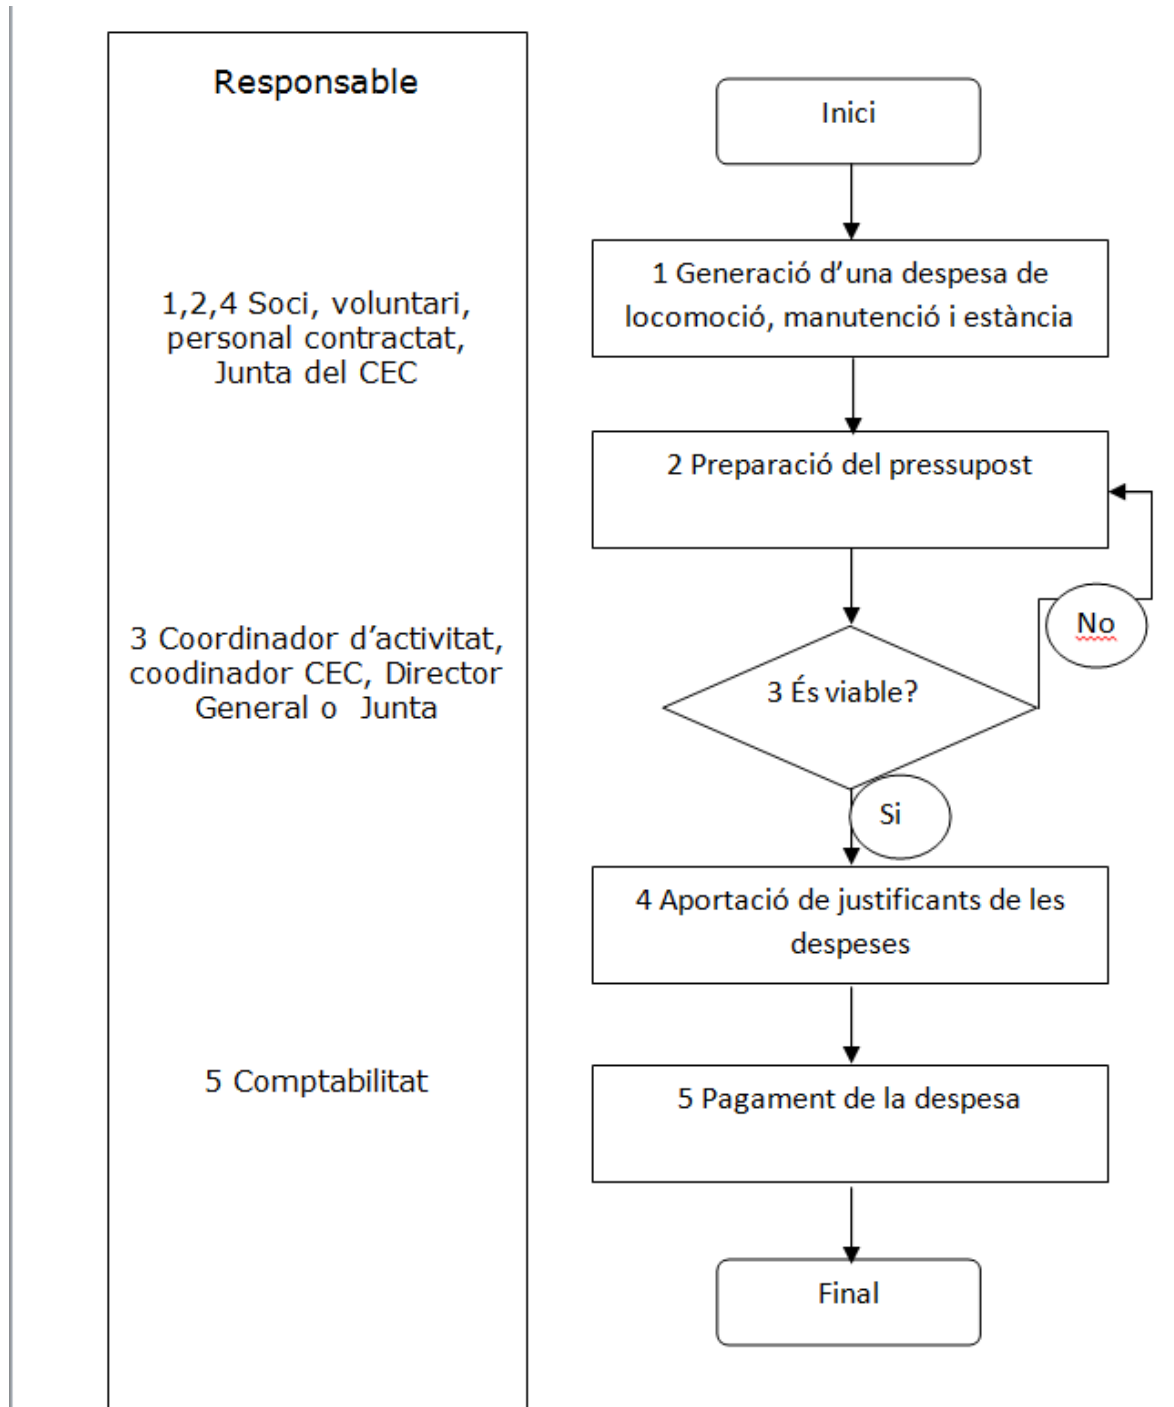 Responsable
1,2,4 Soci, voluntari,
personal contractat,
Junta del CEC
3 Coordinador d’activitat,
coodinador CEC, Director
General o Junta
5 Comptabilitat
Inici
1 Generació d’una despesa de
locomoció, manutenció i estància
2 Preparació del pressupost
No
3 És viable?
Si
4 Aportació de justificants de les
despeses
5 Pagament de la despesa
Final